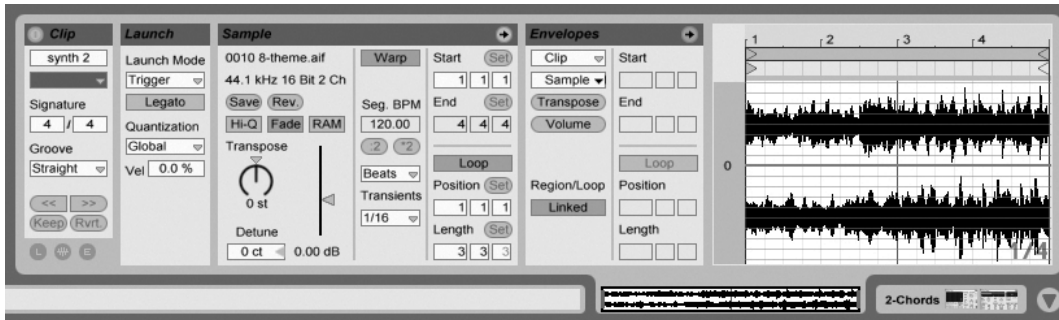 Clip
synth 2
Signature
4 / 4
Groove
Straight
<< >>
Keep Rvrt.
L E
Launch
Launch Mode
Trigger
Legato
Quantization
Global
Vel 0.0 %
Sample
0010 8-theme.aif
44.1 kHz 16 Bit 2 Ch
Save Rev.
Hi-Q Fade RAM
Transpose
0 st
Detune
0 ct 0.00 dB
Warp
Seg. BPM
120.00
:2 *2
Beats
Transients
1/16
Start Set
1 1 1
End Set
4 4 4
Loop
Position Set
1 1 1
Length Set
3 3 3
Envelopes
Clip
Sample
Transpose
Volume
Region/Loop
Linked
Start
End
Loop
Position
Length
1 2 3 4
0
1/4
2-Chords